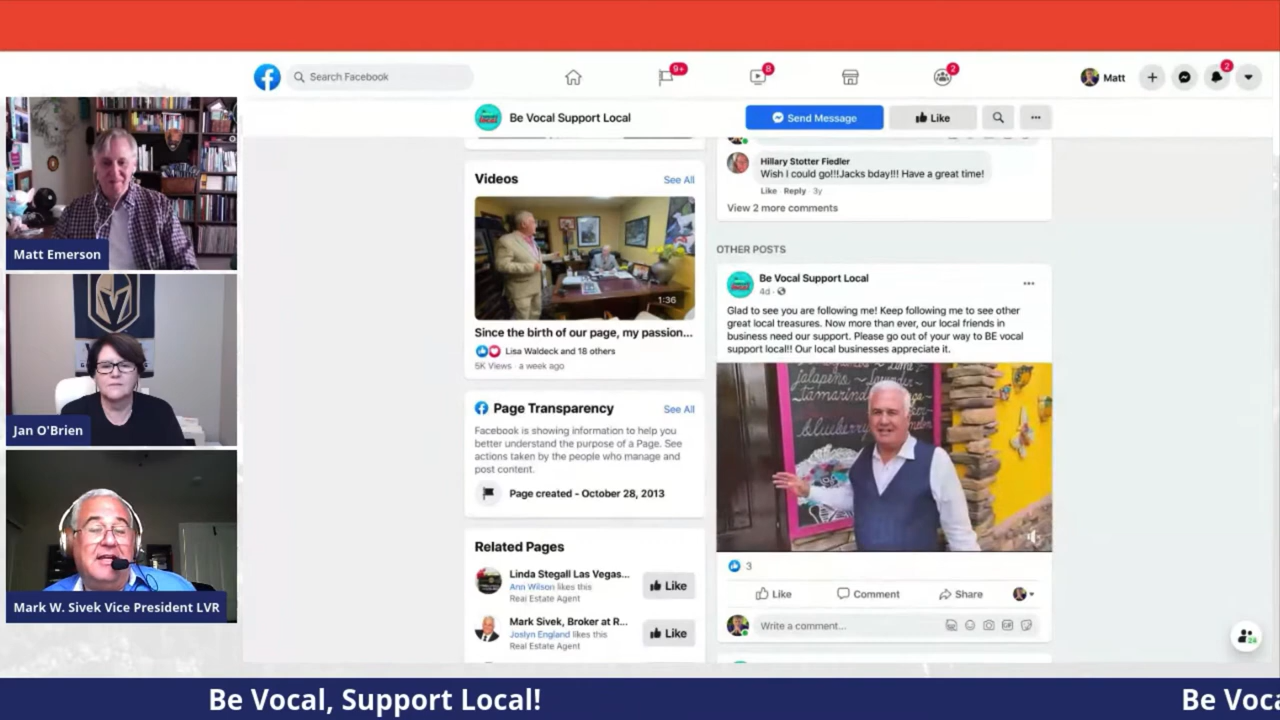 Search Facebook
9+
8
2
Matt
2
Be Vocal Support Local
Send Message
Like
Matt Emerson
Jan O'Brien
Mark W. Sivek Vice President LVR
Videos
See All
1:36
Since the birth of our page, my passion...
Lisa Waldeck and 18 others
5K Views · a week ago
Page Transparency
See All
Facebook is showing information to help you
better understand the purpose of a Page. See
actions taken by the people who manage and
post content.
Page created - October 28, 2013
Related Pages
Linda Stegall Las Vegas...
Ann Wilson likes this
Real Estate Agent
Like
Mark Sivek, Broker at R...
Joslyn England likes this
Real Estate Agent
Like
Hillary Stotter Fiedler
Wish I could go!!!Jacks bday!!! Have a great time!
Like · Reply · 3y
View 2 more comments
OTHER POSTS
Be Vocal Support Local
4d ·
Glad to see you are following me! Keep following me to see other
great local treasures. Now more than ever, our local friends in
business need our support. Please go out of your way to BE vocal
support local!! Our local businesses appreciate it.
jalapeño ~
tamarind
blueberry
3
Like
Comment
Share
Write a comment...
24
Be Vocal, Support Local!
Be Voca